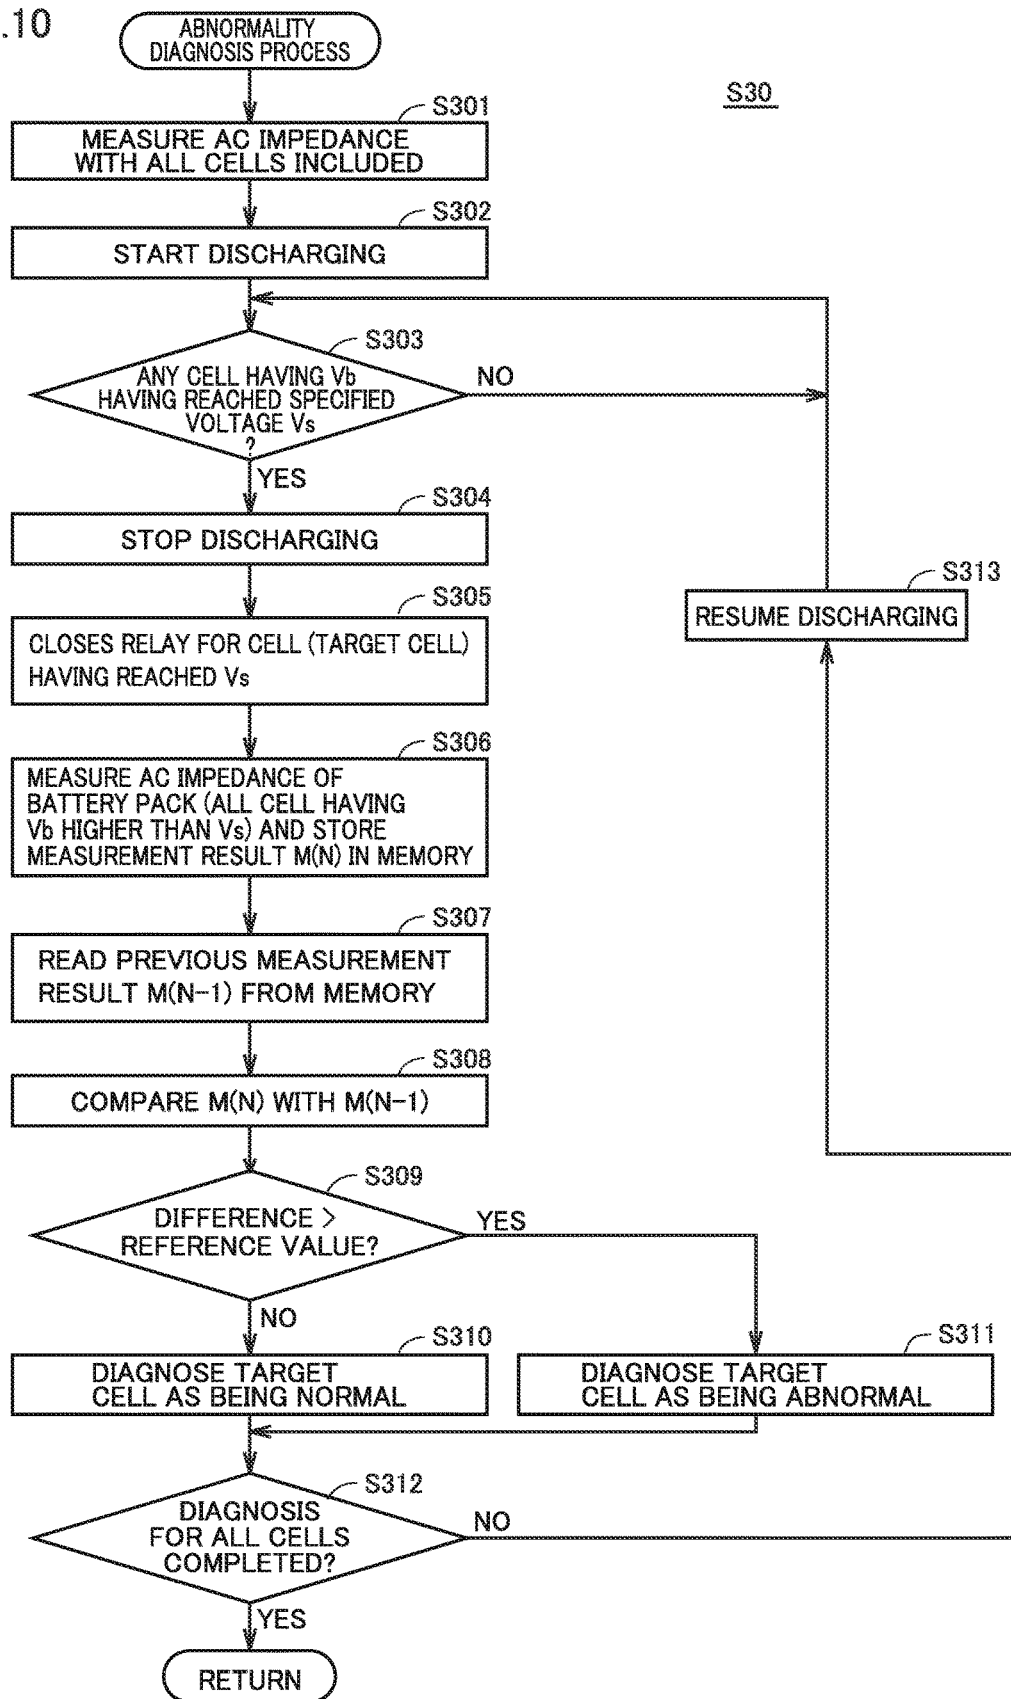 .10
ABNORMALITY
DIAGNOSIS PROCESS
S30
S301
MEASURE AC IMPEDANCE
WITH ALL CELLS INCLUDED
S302
START DISCHARGING
S303
ANY CELL HAVING Vb
HAVING REACHED SPECIFIED
VOLTAGE Vs
?
NO
YES
S304
STOP DISCHARGING
S305
CLOSES RELAY FOR CELL (TARGET CELL)
HAVING REACHED Vs
S313
RESUME DISCHARGING
S306
MEASURE AC IMPEDANCE OF
BATTERY PACK (ALL CELL HAVING
Vb HIGHER THAN Vs) AND STORE
MEASUREMENT RESULT M(N) IN MEMORY
S307
READ PREVIOUS MEASUREMENT
RESULT M(N-1) FROM MEMORY
S308
COMPARE M(N) WITH M(N-1)
S309
DIFFERENCE >
REFERENCE VALUE?
YES
NO
S310
DIAGNOSE TARGET
CELL AS BEING NORMAL
S311
DIAGNOSE TARGET
CELL AS BEING ABNORMAL
S312
DIAGNOSIS
FOR ALL CELLS
COMPLETED?
NO
YES
RETURN